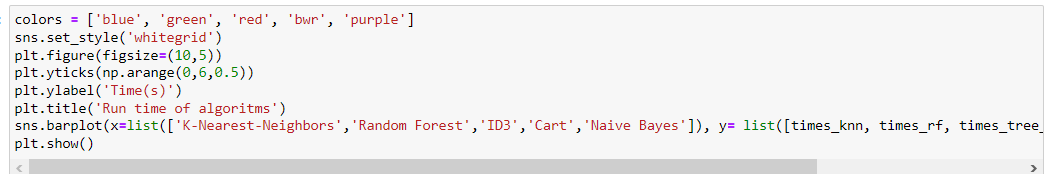 colors = ['blue', 'green', 'red', 'bwr', 'purple']
sns.set_style('whitegrid')
plt.figure(figsize=(10,5))
plt.yticks(np.arange(0,6,0.5))
plt.ylabel('Time(s)')
plt.title('Run time of algoritms')
sns.barplot(x=list(['K-Nearest-Neighbors','Random Forest','ID3','Cart','Naive Bayes']), y= list([times_knn, times_rf, times_tree_
plt.show()